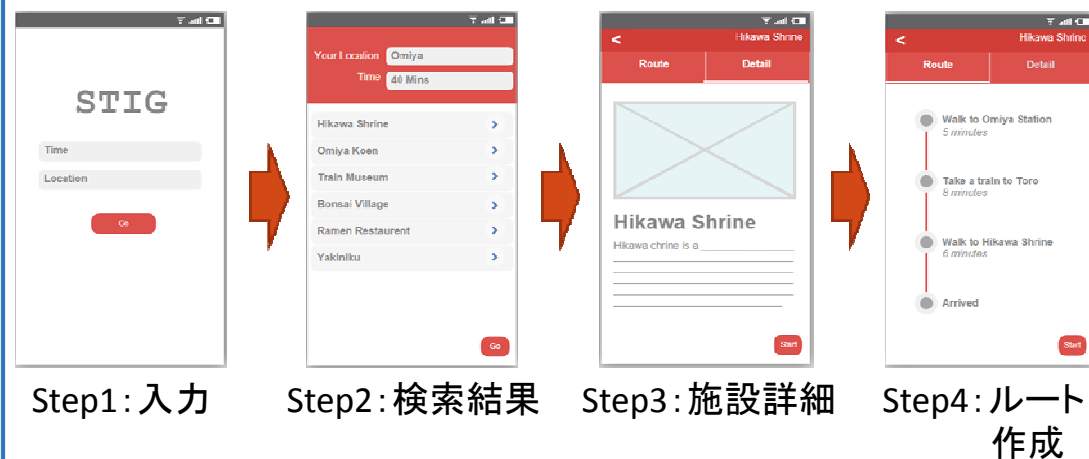 STIG
Time
Location
Go
Step1：入力
Your Location Omiya
Time 40 Mins
Hikawa Shrine
Omiya Koen
Train Museum
Bonsai Village
Ramen Restaurent
Yakiniku
Go
Step2：検索結果
< Hikawa Shrine
Route Detail
Hikawa Shrine
Hikawa chrine is a
Start
Step3：施設詳細
< Hikawa Shrine
Route Detail
Walk to Omiya Station
5 minutes
Take a train to Toro
8 minutes
Walk to Hikawa Shrine
6 minutes
Arrived
Start
Step4：ルート
作成